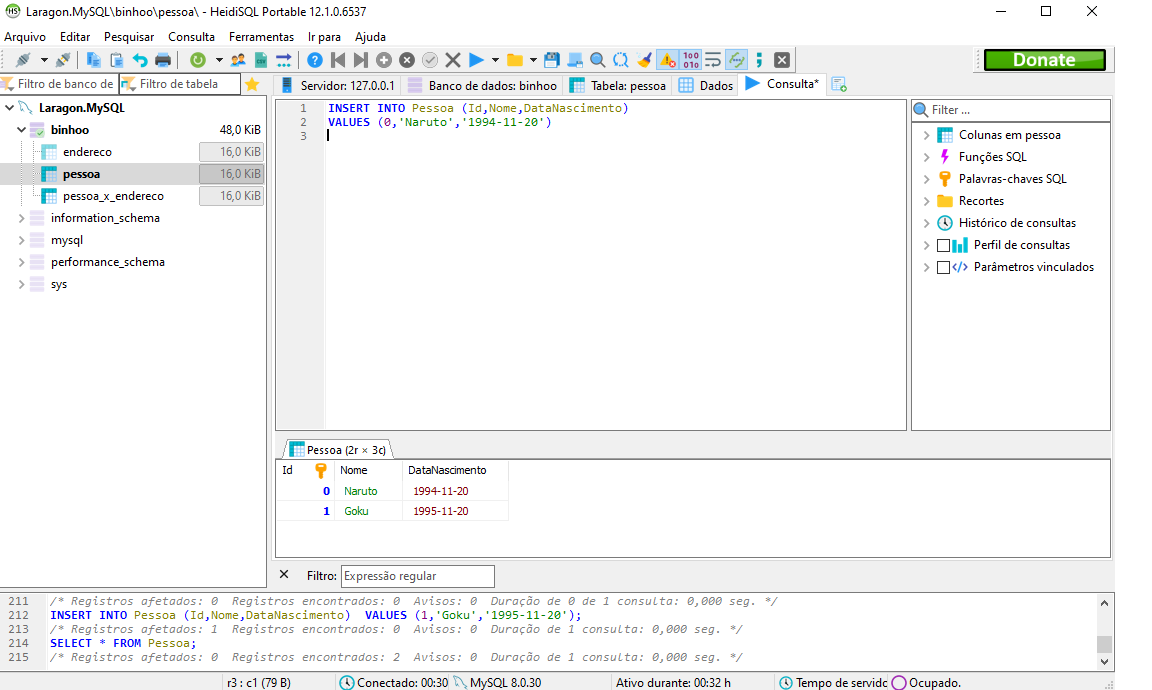 HS Laragon.MySQL\binhoo\pessoa\ - HeidiSQL Portable 12.1.0.6537
Arquivo Editar Pesquisar Consulta Ferramentas Ir para Ajuda
Donate
Filtro de banco de Filtro de tabela
Servidor: 127.0.0.1 Banco de dados: binhoo Tabela: pessoa Dados Consulta*
Laragon.MySQL
binhoo 48,0 KiB
endereco 16,0 KiB
pessoa 16,0 KiB
pessoa_x_endereco 16,0 KiB
information_schema
mysql
performance_schema
sys
1 INSERT INTO Pessoa (Id,Nome,DataNascimento)
2 VALUES (0,'Naruto','1994-11-20')
3
Filter ...
Colunas em pessoa
Funções SQL
Palavras-chaves SQL
Recortes
Histórico de consultas
Perfil de consultas
Parâmetros vinculados
Pessoa (2r × 3c)
Id Nome DataNascimento
0 Naruto 1994-11-20
1 Goku 1995-11-20
Filtro: Expressão regular
211 /* Registros afetados: 0 Registros encontrados: 0 Avisos: 0 Duração de 0 de 1 consulta: 0,000 seg. */
212 INSERT INTO Pessoa (Id,Nome,DataNascimento) VALUES (1,'Goku','1995-11-20');
213 /* Registros afetados: 1 Registros encontrados: 0 Avisos: 0 Duração de 1 consulta: 0,000 seg. */
214 SELECT * FROM Pessoa;
215 /* Registros afetados: 0 Registros encontrados: 2 Avisos: 0 Duração de 1 consulta: 0,000 seg. */
r3 : c1 (79 B) Conectado: 00:30 MySQL 8.0.30 Ativo durante: 00:32 h Tempo de servidc Ocupado.